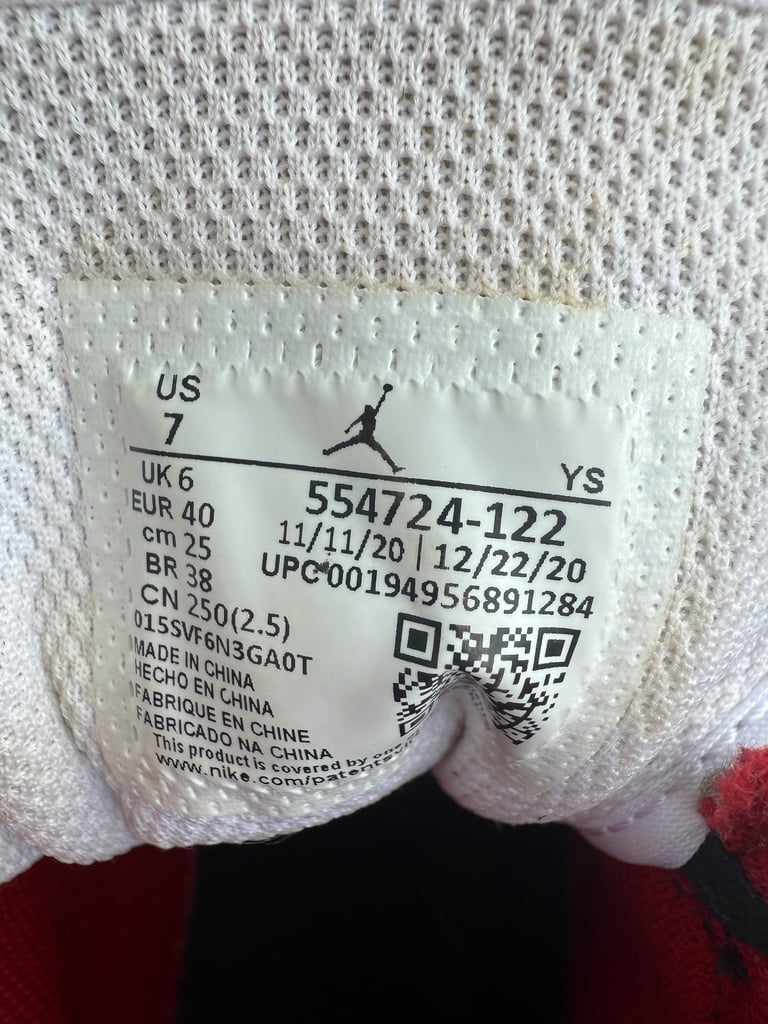 US
7
YS
UK 6
EUR 40
cm 25
BR 38
CN 250(2.5)
554724-122
11/11/20 | 12/22/20
UPC 00194956891284
015SVF6N3GA0T
MADE IN CHINA
HECHO EN CHINA
FABRIQUE EN CHINE
FABRICADO NA CHINA
This product is covered by
www.nike.com/patents